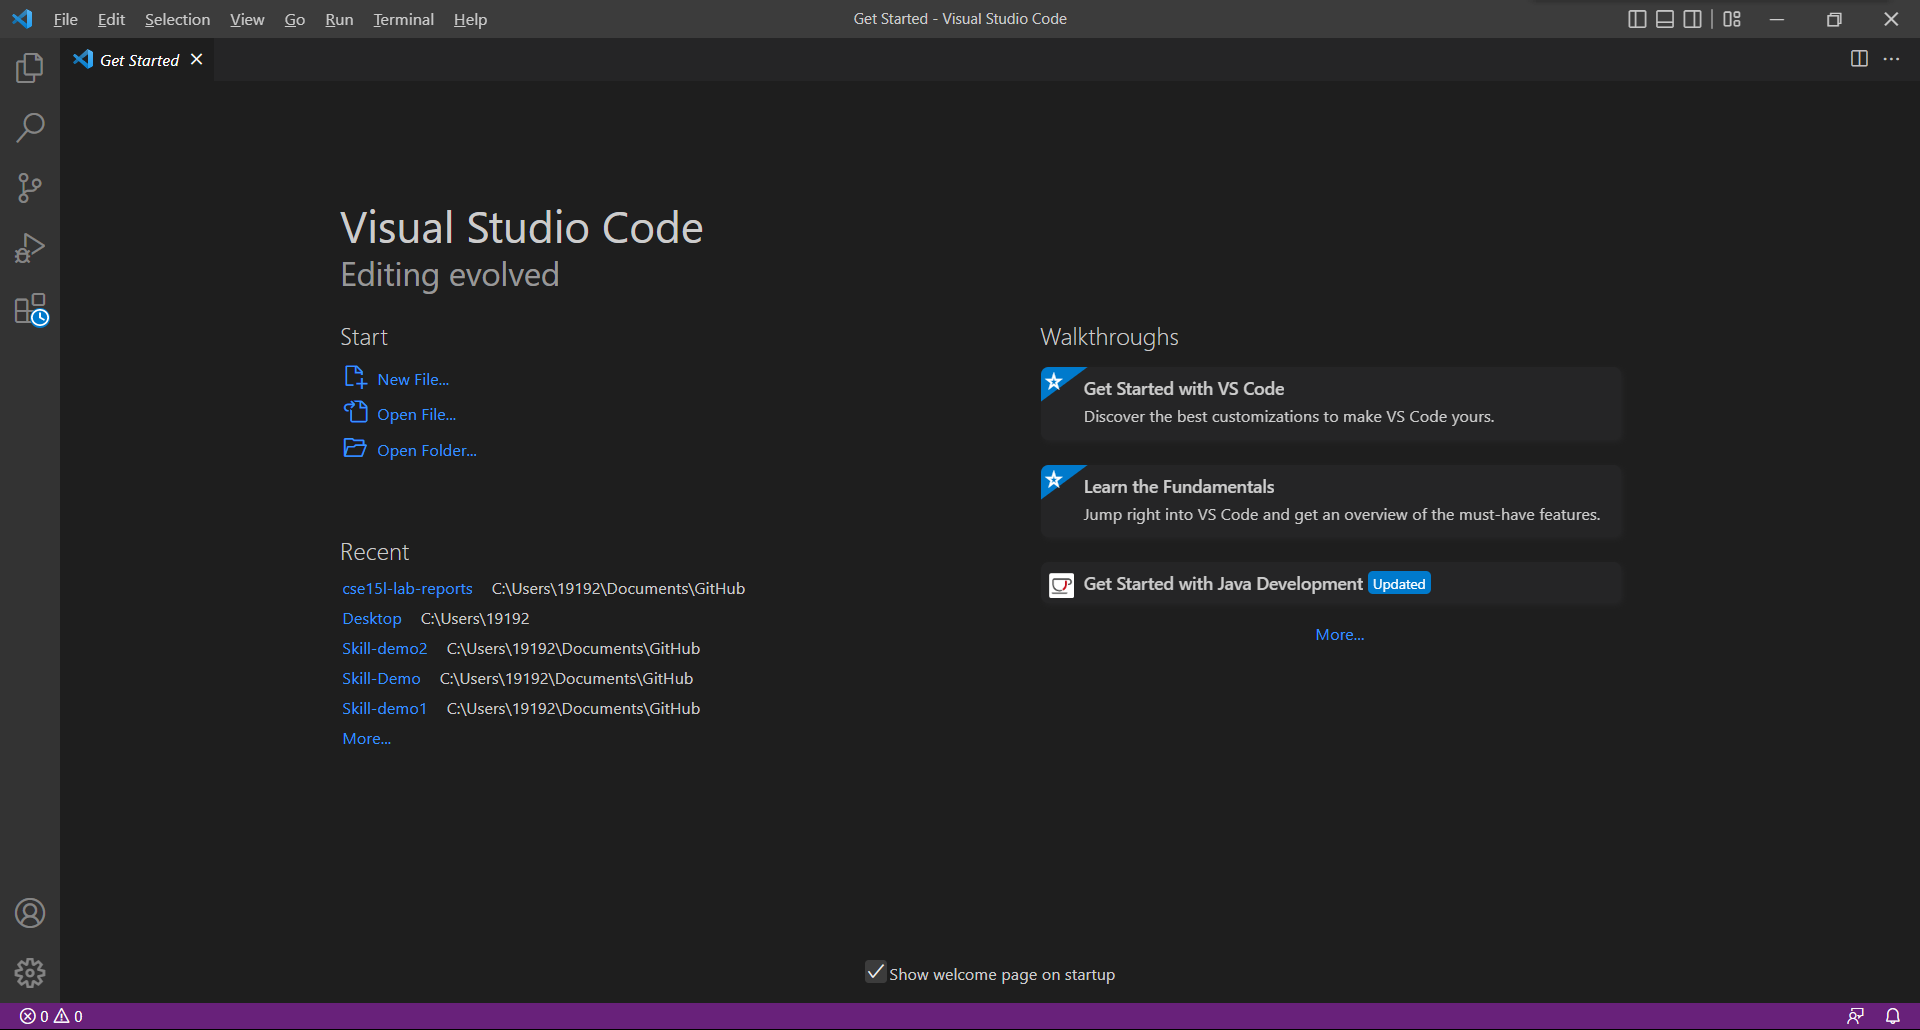 File Edit Selection View Go Run Terminal Help Get Started - Visual Studio Code
Get Started
Visual Studio Code
Editing evolved
Start
New File...
Open File...
Open Folder...
Recent
cse15l-lab-reports C:\Users\19192\Documents\GitHub
Desktop C:\Users\19192
Skill-demo2 C:\Users\19192\Documents\GitHub
Skill-Demo C:\Users\19192\Documents\GitHub
Skill-demo1 C:\Users\19192\Documents\GitHub
More...
Walkthroughs
Get Started with VS Code
Discover the best customizations to make VS Code yours.
Learn the Fundamentals
Jump right into VS Code and get an overview of the must-have features.
Get Started with Java Development Updated
More...
Show welcome page on startup
0 0